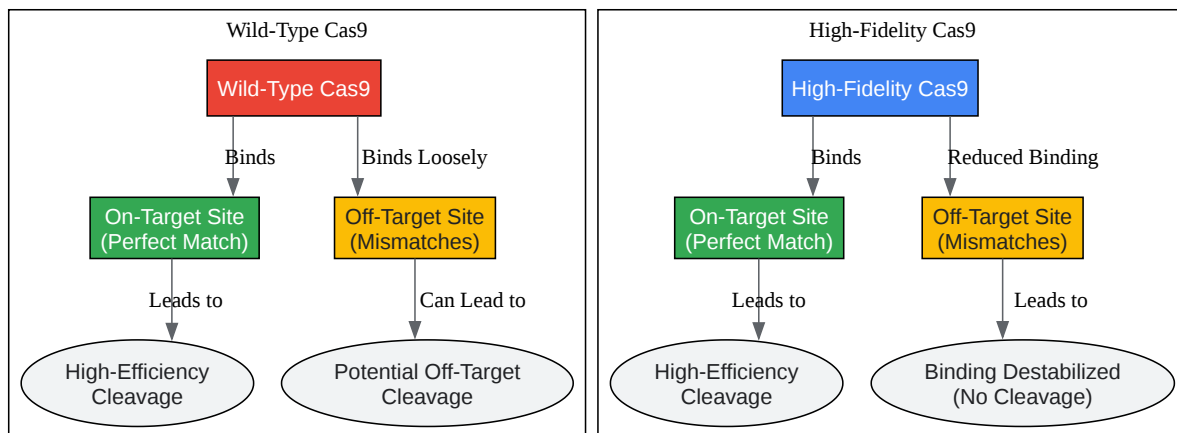 Wild-Type Cas9
Wild-Type Cas9
Binds
Binds Loosely
On-Target Site
(Perfect Match)
Off-Target Site
(Mismatches)
Leads to
Can Lead to
High-Efficiency
Cleavage
Potential Off-Target
Cleavage
High-Fidelity Cas9
High-Fidelity Cas9
Binds
Reduced Binding
On-Target Site
(Perfect Match)
Off-Target Site
(Mismatches)
Leads to
Leads to
High-Efficiency
Cleavage
Binding Destabilized
(No Cleavage)